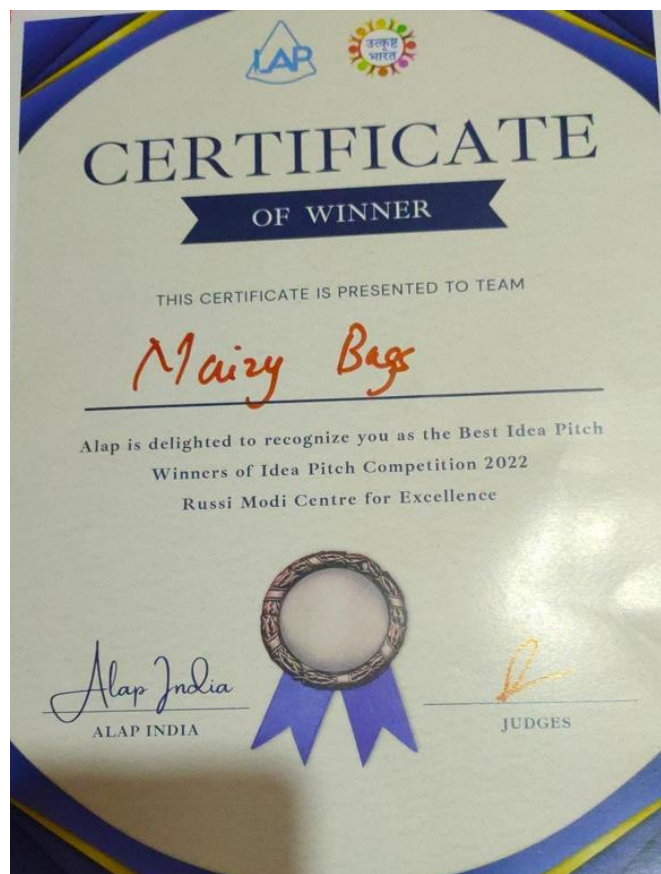 LAP
उत्कृष्ट
भारत
CERTIFICATE
OF WINNER
THIS CERTIFICATE IS PRESENTED TO TEAM
Maizy Bags
Alap is delighted to recognize you as the Best Idea Pitch
Winners of Idea Pitch Competition 2022
Russi Modi Centre for Excellence
Alap India
ALAP INDIA
JUDGES